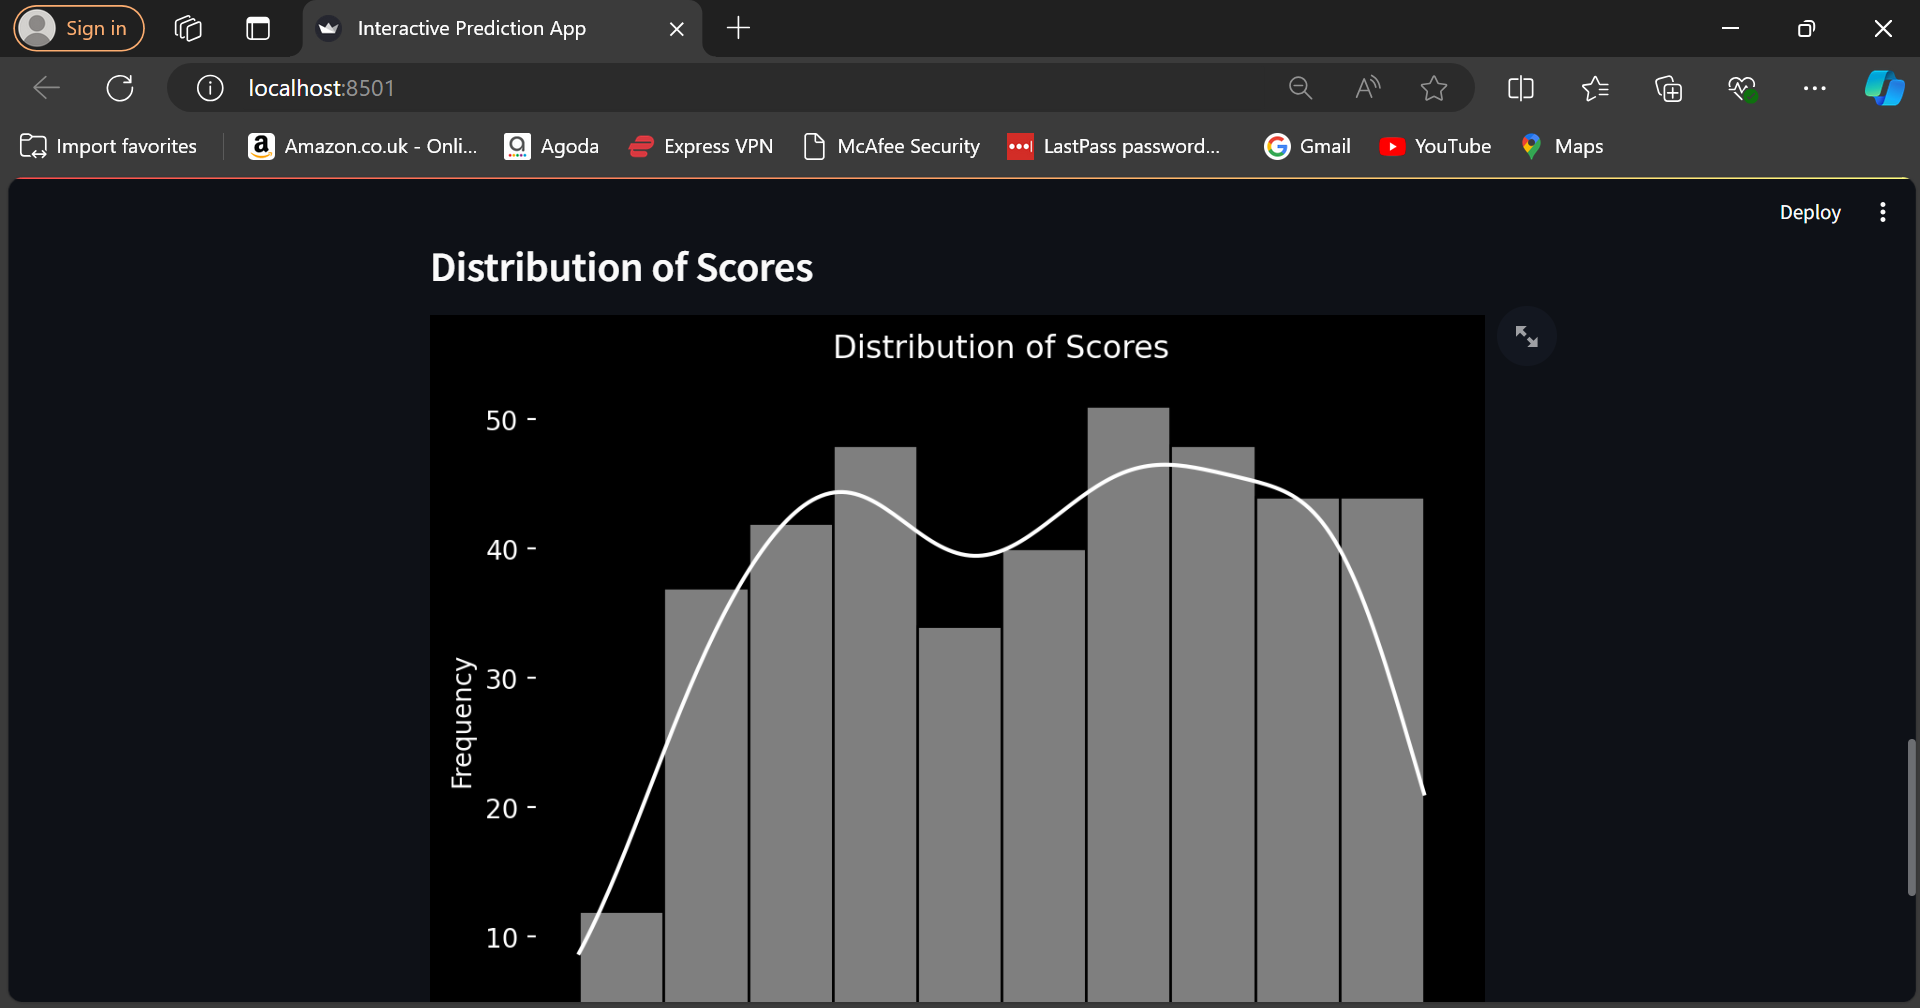 Sign in
Interactive Prediction App
localhost:8501
Import favorites
Amazon.co.uk - Onli...
Agoda
Express VPN
McAfee Security
LastPass password...
Gmail
YouTube
Maps
Deploy
Distribution of Scores
Distribution of Scores
50
40
30
20
10
Frequency